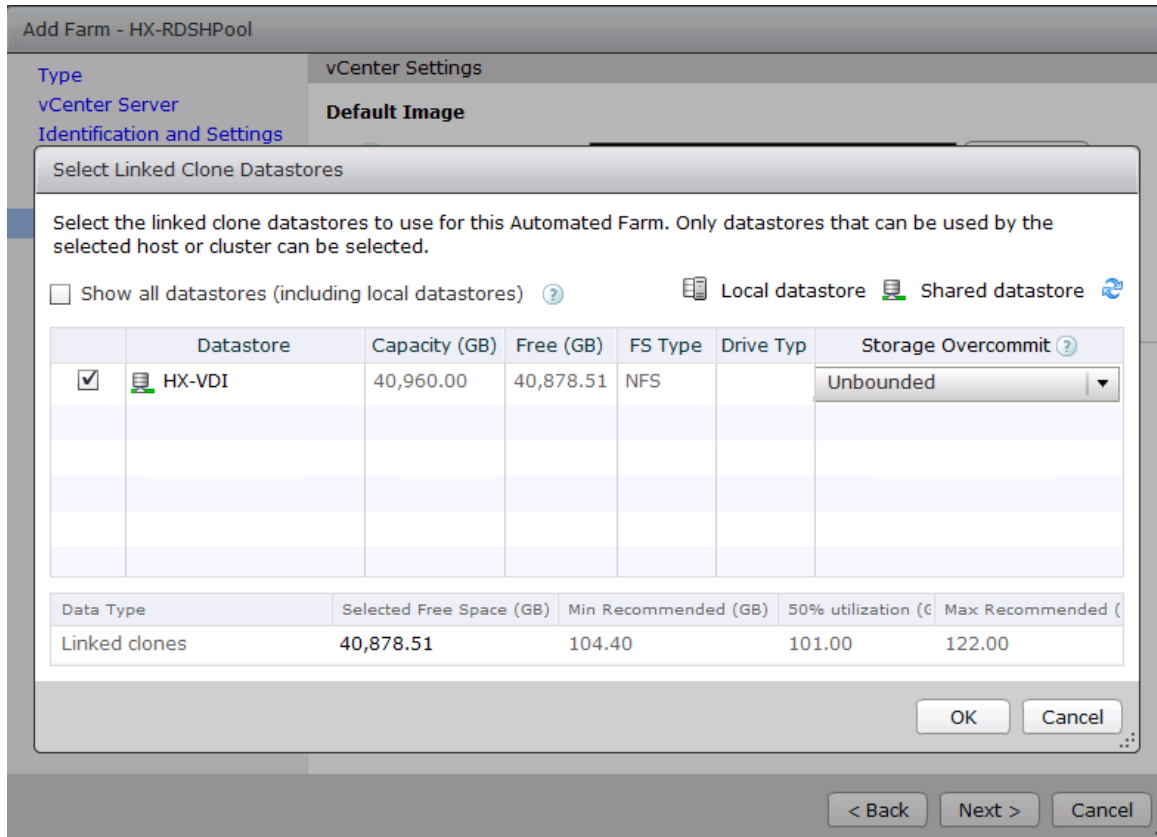 Add Farm - HX-RDSHPool
Type
vCenter Server
Identification and Settings
vCenter Settings
Default Image
Select Linked Clone Datastores
Select the linked clone datastores to use for this Automated Farm. Only datastores that can be used by the
selected host or cluster can be selected.
Show all datastores (including local datastores) ?
Local datastore Shared datastore
Datastore Capacity (GB) Free (GB) FS Type Drive Typ Storage Overcommit ?
HX-VDI 40,960.00 40,878.51 NFS Unbounded
Data Type Selected Free Space (GB) Min Recommended (GB) 50% utilization (G Max Recommended (
Linked clones 40,878.51 104.40 101.00 122.00
OK Cancel
< Back Next > Cancel